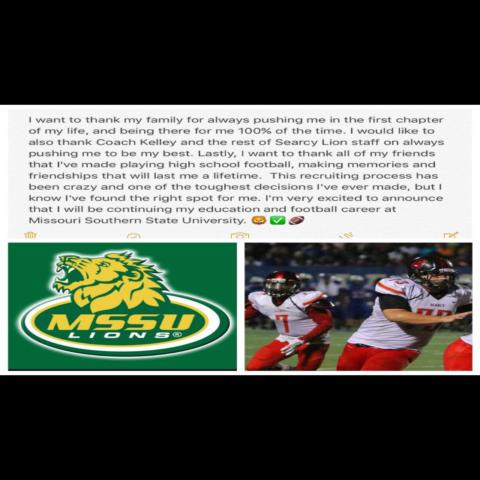 I want to thank my family for always pushing me in the first chapter
of my life, and being there for me 100% of the time. I would like to
also thank Coach Kelley and the rest of Searcy Lion staff on always
pushing me to be my best. Lastly, I want to thank all of my friends
that I've made playing high school football, making memories and
friendships that will last me a lifetime.  This recruiting process has
been crazy and one of the toughest decisions I've ever made, but I
know I've found the right spot for me. I'm very excited to announce
that I will be continuing my education and football career at
Missouri Southern State University. 🦁 ✅ 🏈
MSSU
LIONS®
7